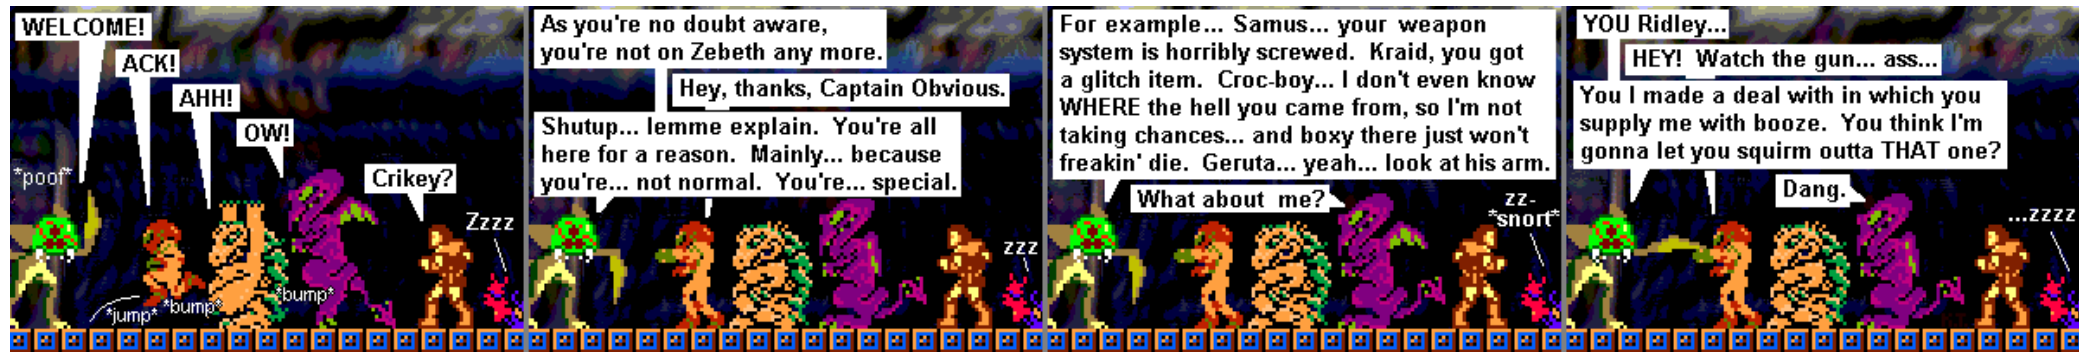 WELCOME!
ACK!
AHH!
OW!
Crikey?
*poof*
Zzzz
*jump*
*bump*
*bump*
As you're no doubt aware,
you're not on Zebeth any more.
Hey, thanks, Captain Obvious.
Shutup... lemme explain. You're all
here for a reason. Mainly... because
you're... not normal. You're... special.
zzz
For example... Samus... your weapon
system is horribly screwed. Kraid, you got
a glitch item. Croc-boy... I don't even know
WHERE the hell you came from, so I'm not
taking chances... and boxy there just won't
freakin' die. Geruta... yeah... look at his arm.
What about me?
zz-
*snort*
YOU Ridley...
HEY! Watch the gun... ass...
You I made a deal with in which you
supply me with booze. You think I'm
gonna let you squirm outta THAT one?
Dang.
...zzzz